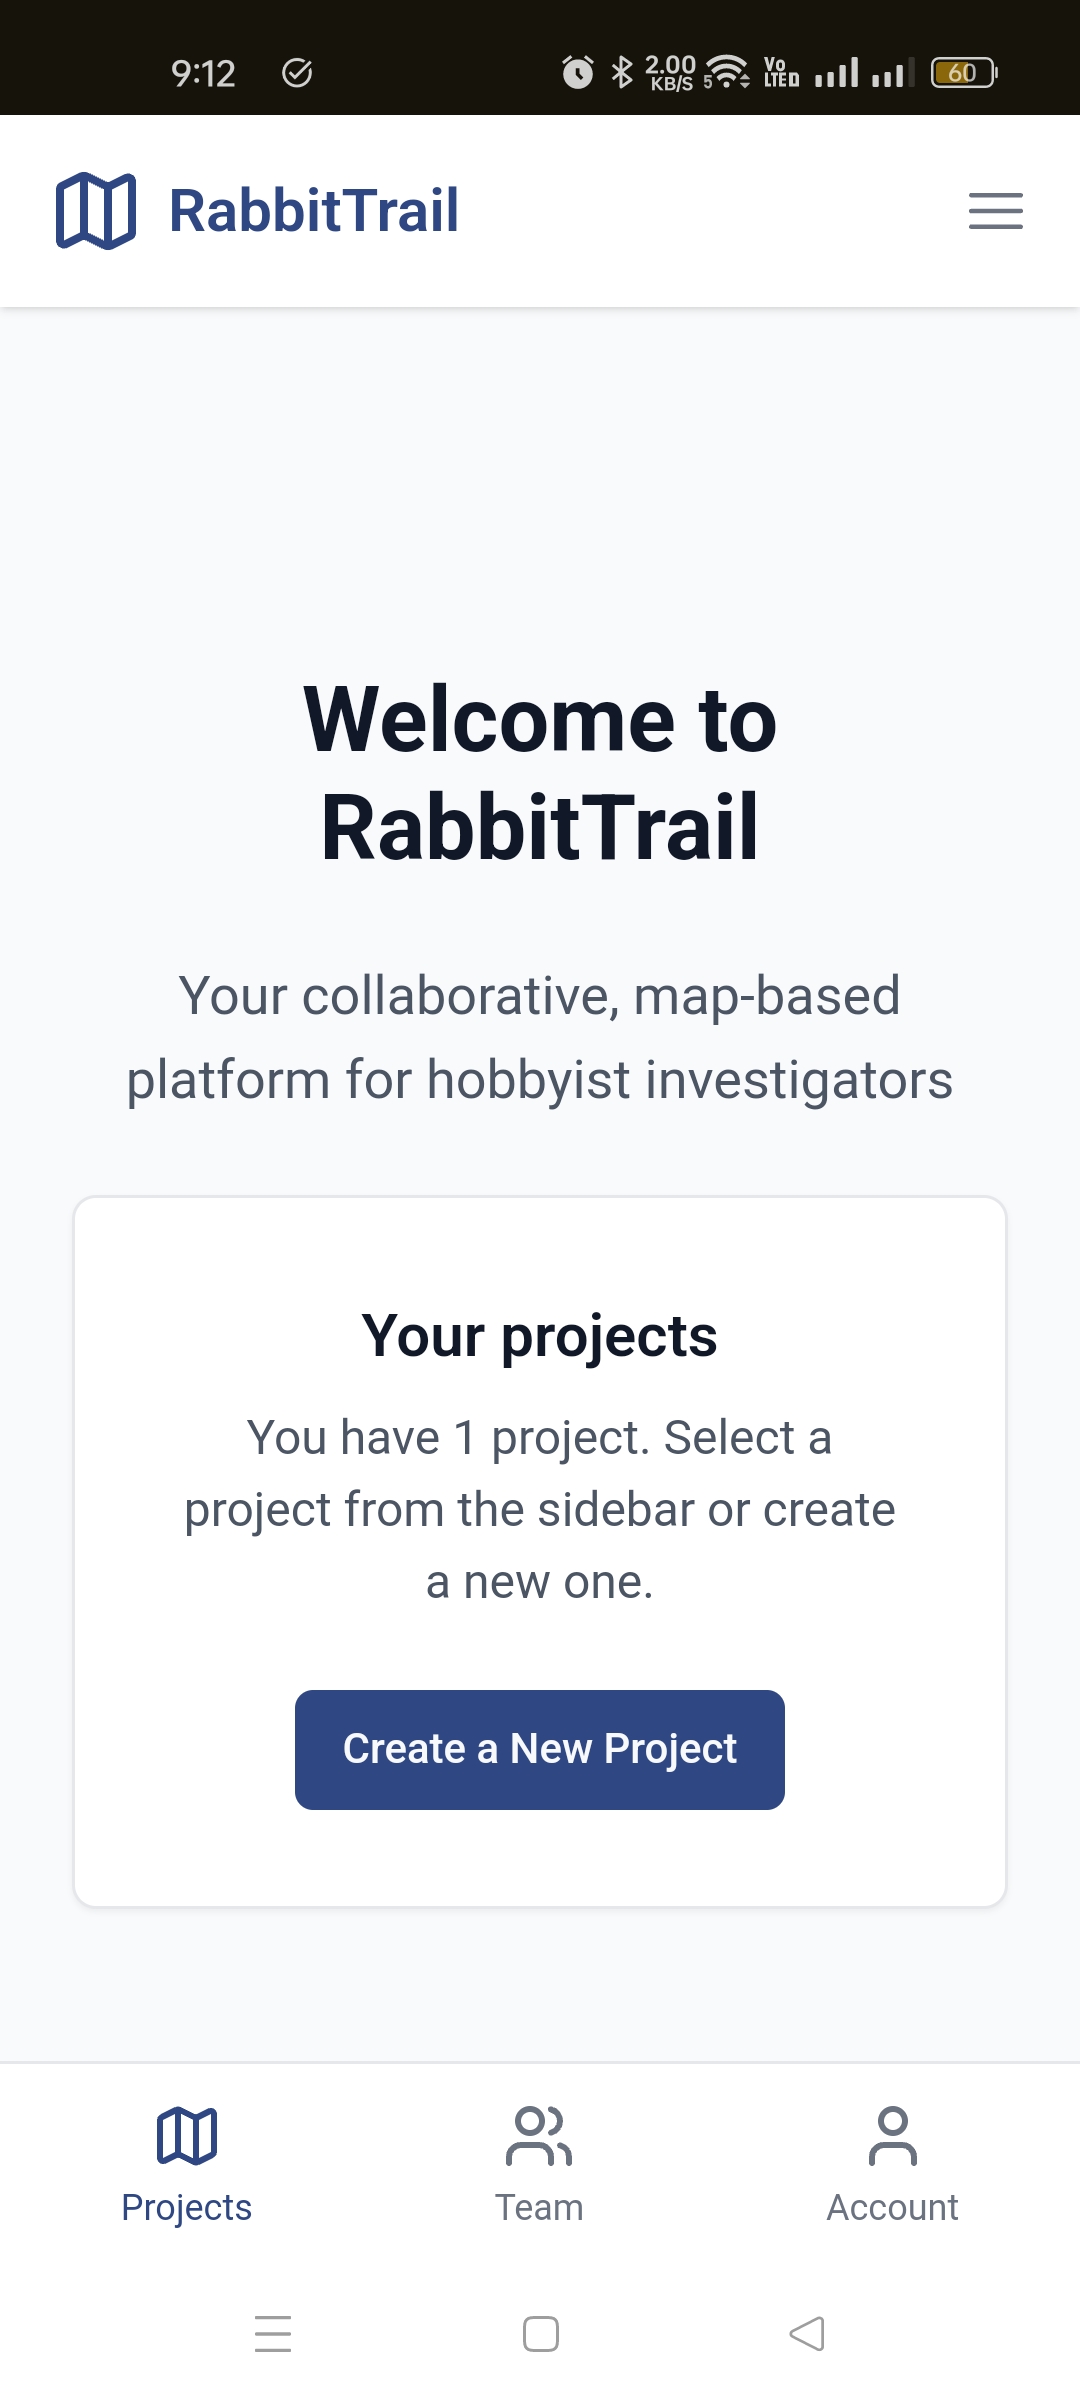 9:12
2.00
KB/S
5
Vo
LTE D
60
RabbitTrail
Welcome to
RabbitTrail
Your collaborative, map-based
platform for hobbyist investigators
Your projects
You have 1 project. Select a
project from the sidebar or create
a new one.
Create a New Project
Projects
Team
Account